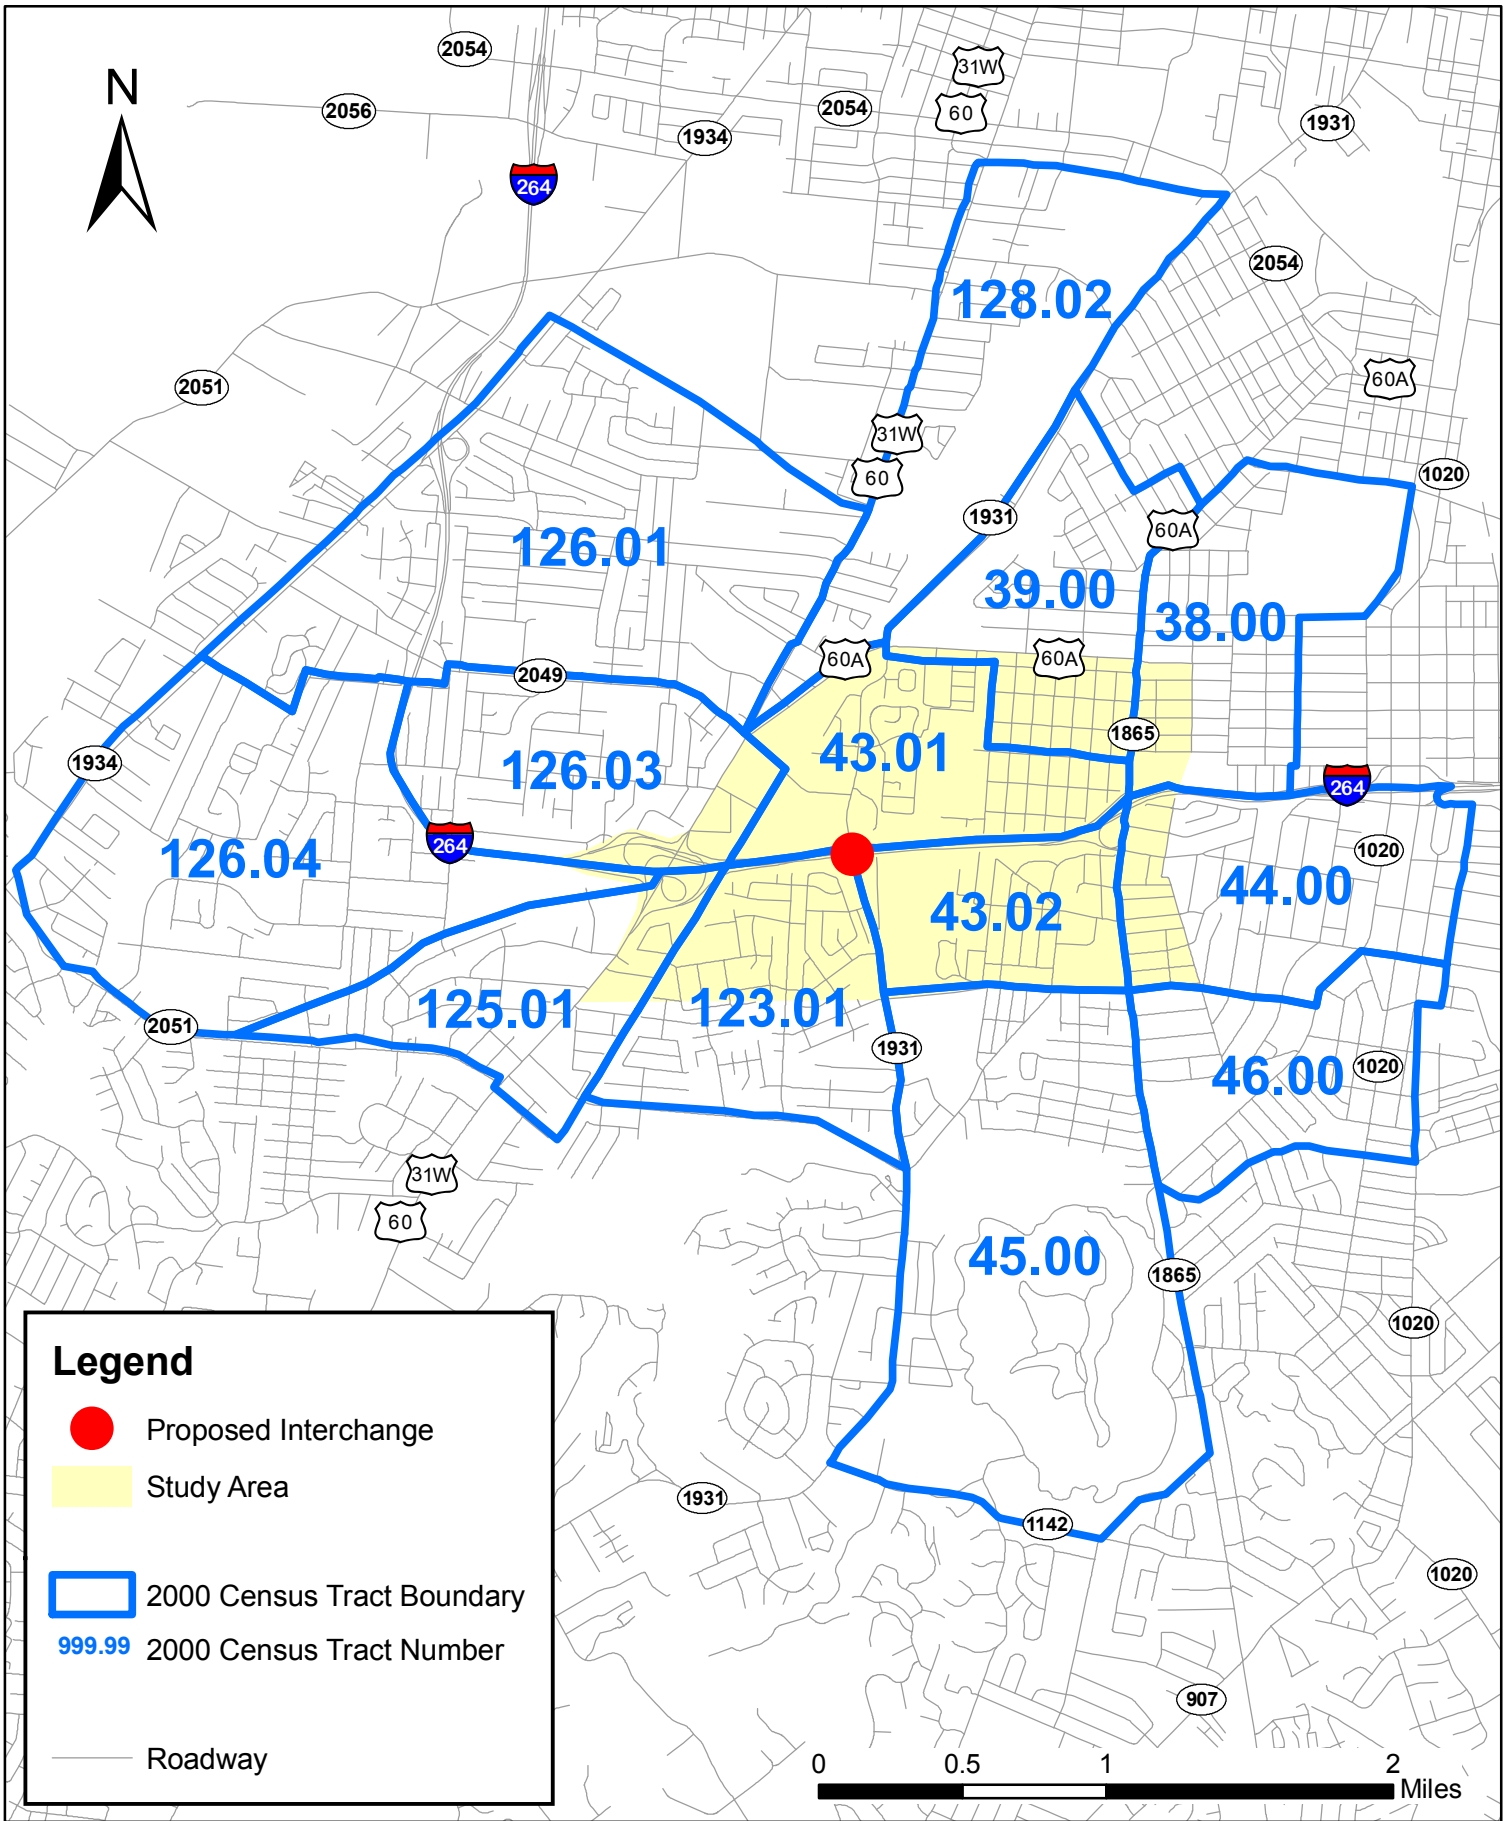 2054
31W
N
2056
2054
60
1931
1934
264
2054
128.02
60A
2051
31W
60
1020
1931
60A
126.01
39.00
38.00
60A
60A
2049
1865
1934
43.01
126.03
264
264
1020
126.04
44.00
43.02
125.01
123.01
2051
1931
1020
46.00
31W
60
45.00
1865
1020
Legend
Proposed Interchange
Study Area
1931
1142
1020
2000 Census Tract Boundary
999.99 2000 Census Tract Number
907
Roadway
0 0.5 1 2
Miles